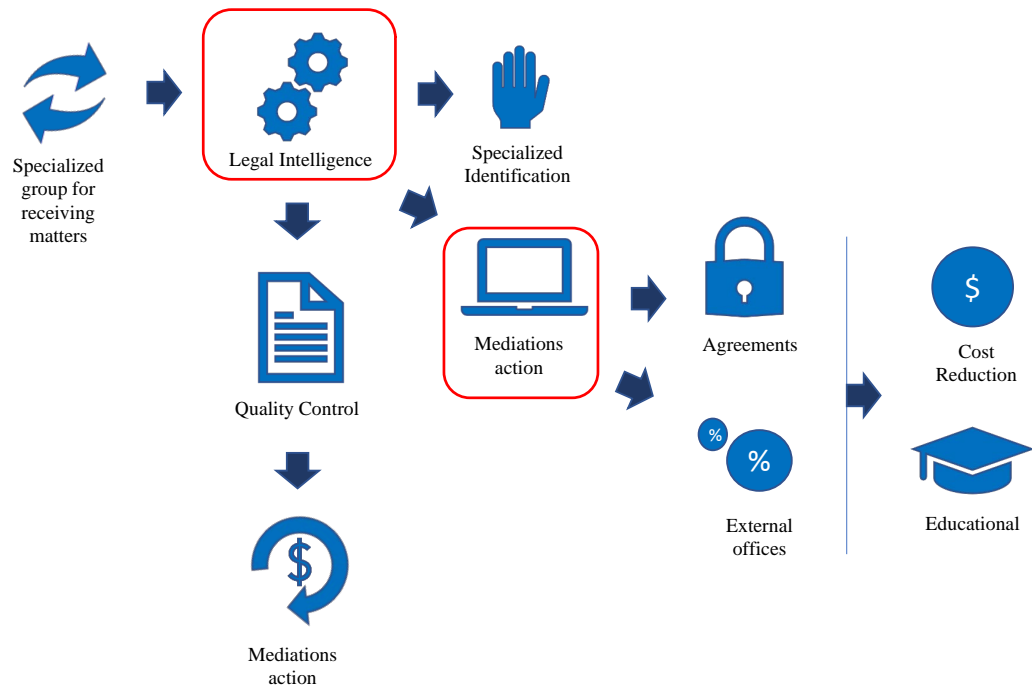 Specialized
group for
receiving
matters
Legal Intelligence
Specialized
Identification
Quality Control
Mediations
action
Agreements
$
Cost
Reduction
%
%
External
offices
Educational
$
Mediations
action